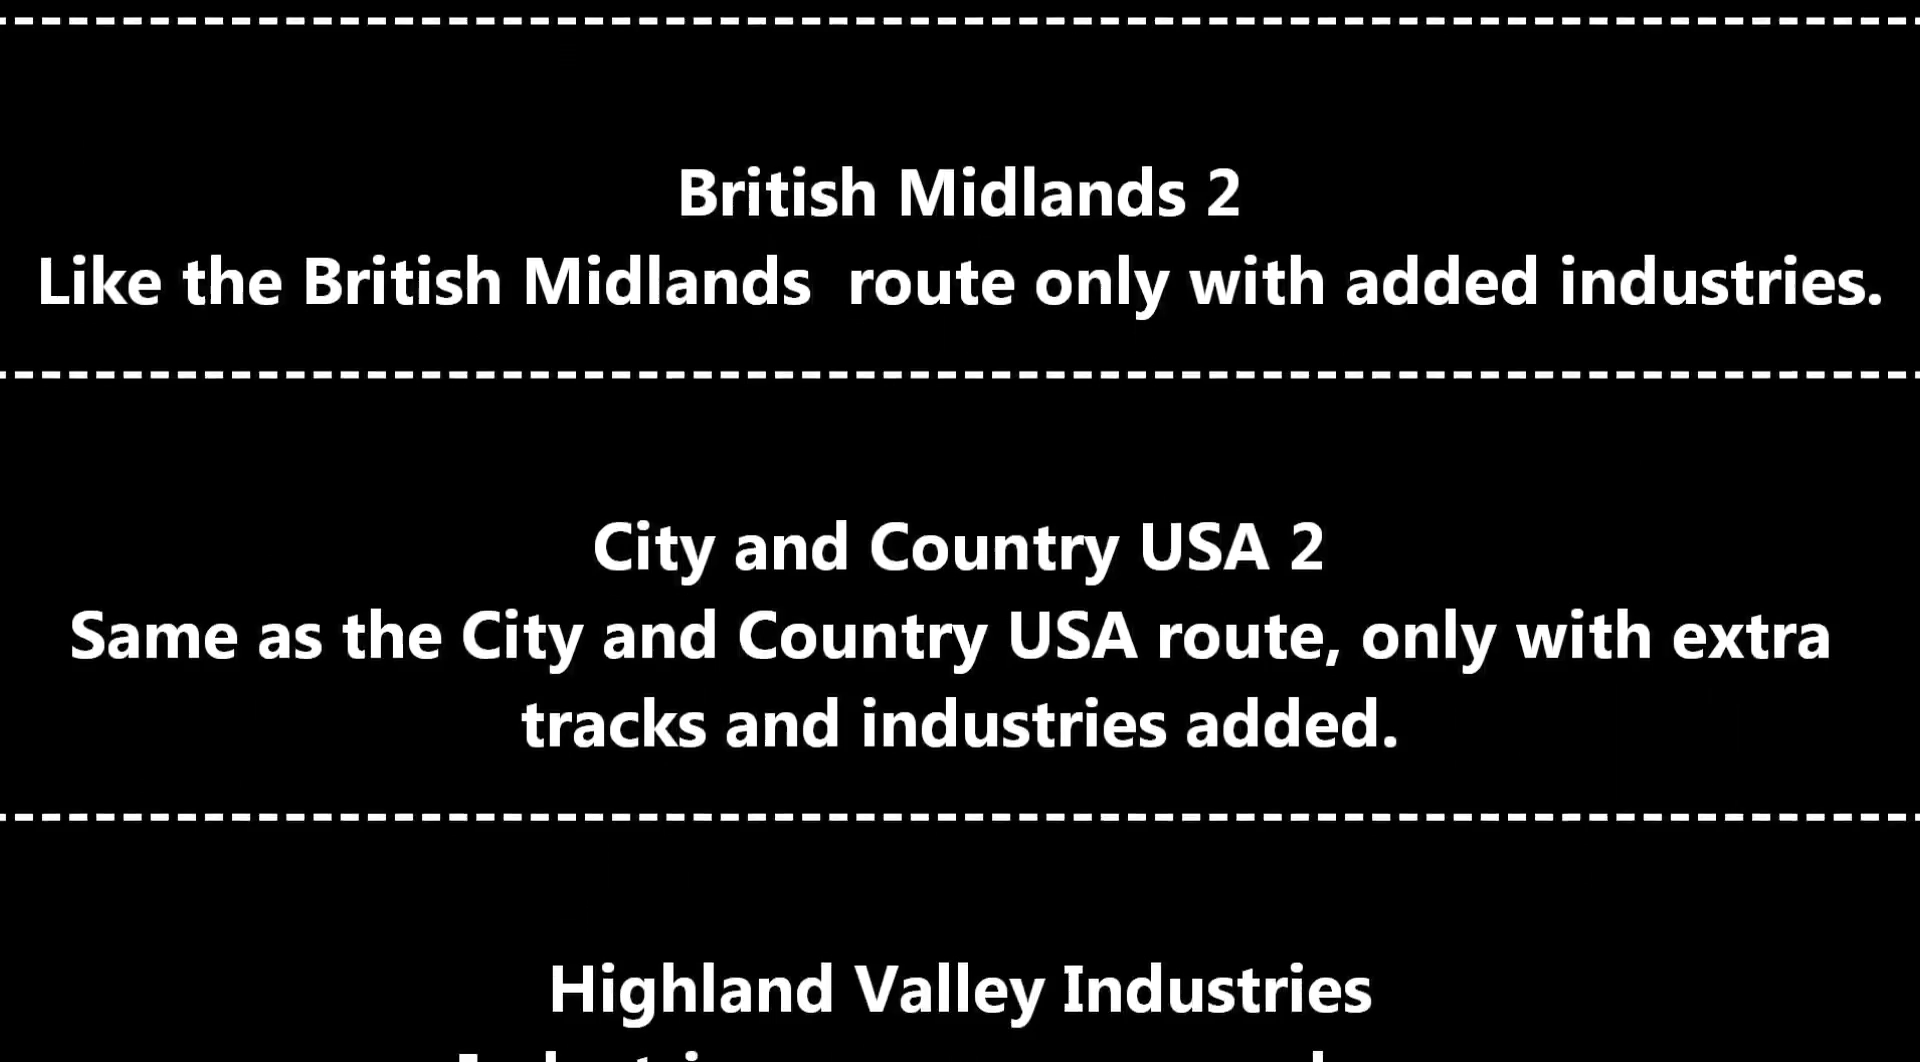 British Midlands 2
Like the British Midlands  route only with added industries.
City and Country USA 2
Same as the City and Country USA route, only with extra
tracks and industries added.
Highland Valley Industries